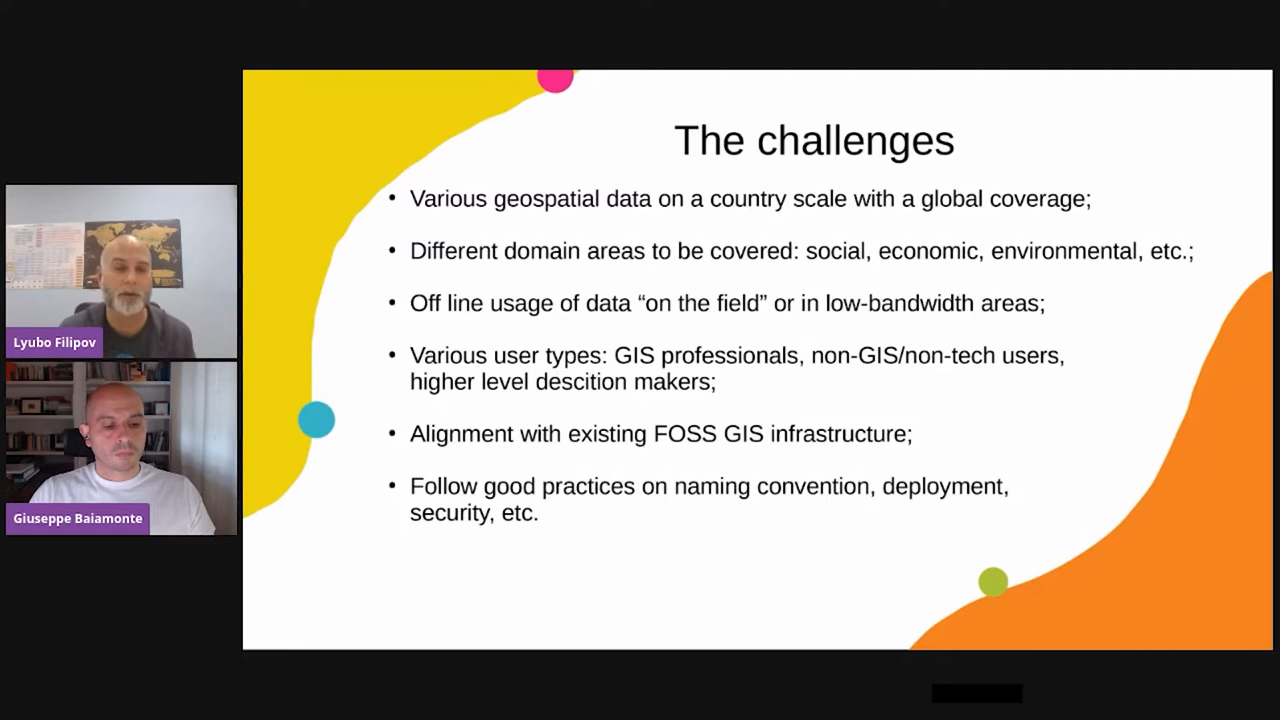 The challenges
• Various geospatial data on a country scale with a global coverage;
• Different domain areas to be covered: social, economic, environmental, etc.;
• Off line usage of data “on the field” or in low-bandwidth areas;
• Various user types: GIS professionals, non-GIS/non-tech users,
higher level descition makers;
• Alignment with existing FOSS GIS infrastructure;
• Follow good practices on naming convention, deployment,
security, etc.
Lyubo Filipov
Giuseppe Baiamonte